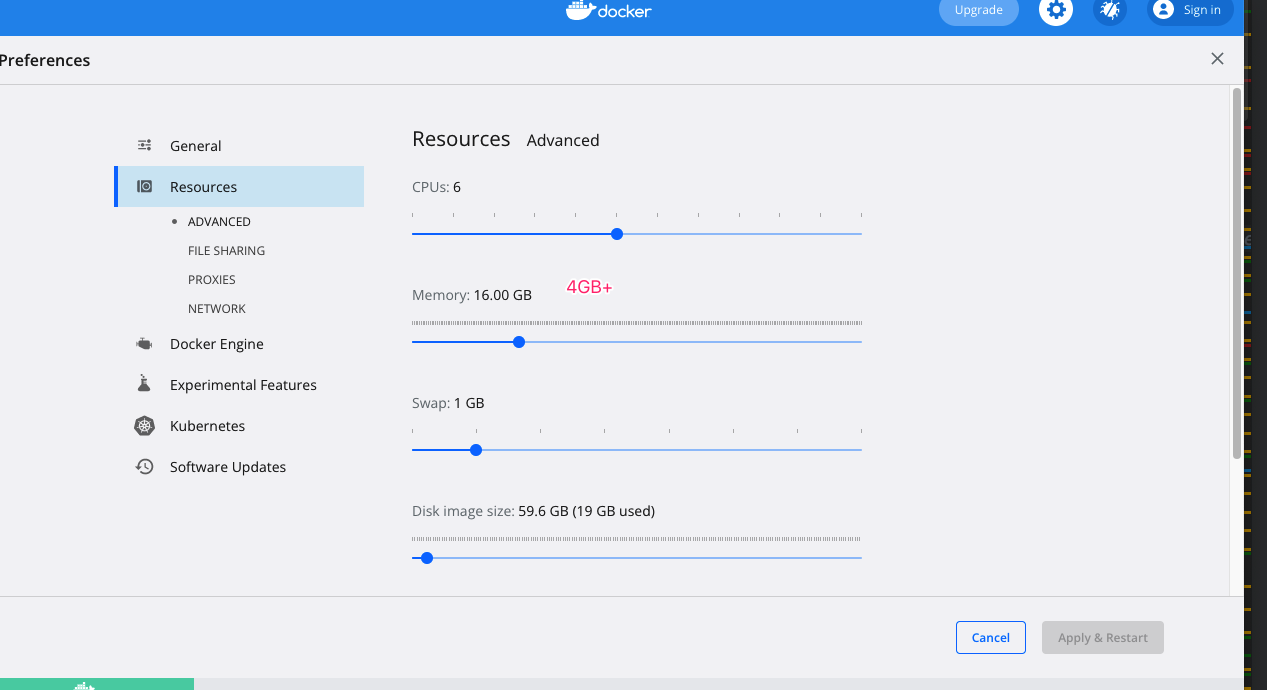 docker
Upgrade
Sign in
Preferences
General
Resources
ADVANCED
FILE SHARING
PROXIES
NETWORK
Docker Engine
Experimental Features
Kubernetes
Software Updates
Resources Advanced
CPUs: 6
Memory: 16.00 GB
4GB+
Swap: 1 GB
Disk image size: 59.6 GB (19 GB used)
Cancel
Apply & Restart